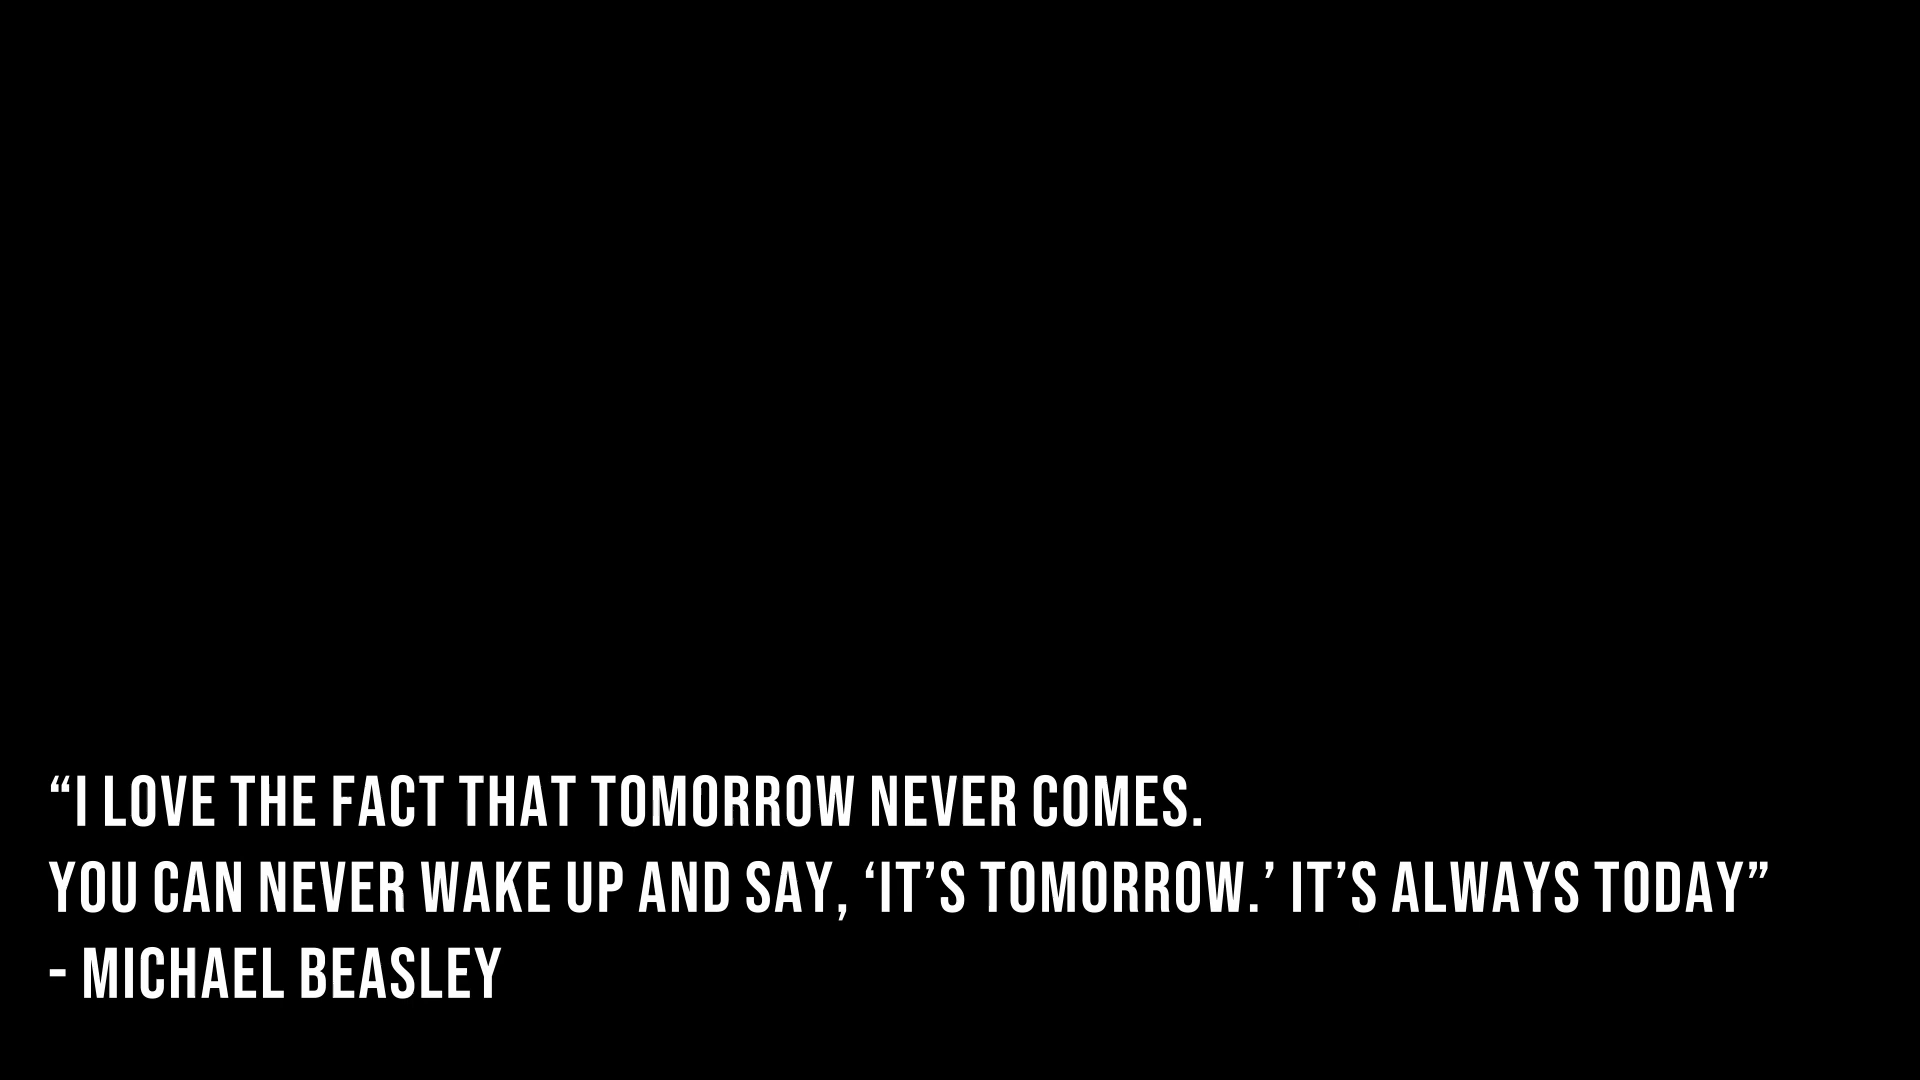 “I LOVE THE FACT THAT TOMORROW NEVER COMES.
YOU CAN NEVER WAKE UP AND SAY, ‘IT’S TOMORROW.’ IT’S ALWAYS TODAY”
- MICHAEL BEASLEY